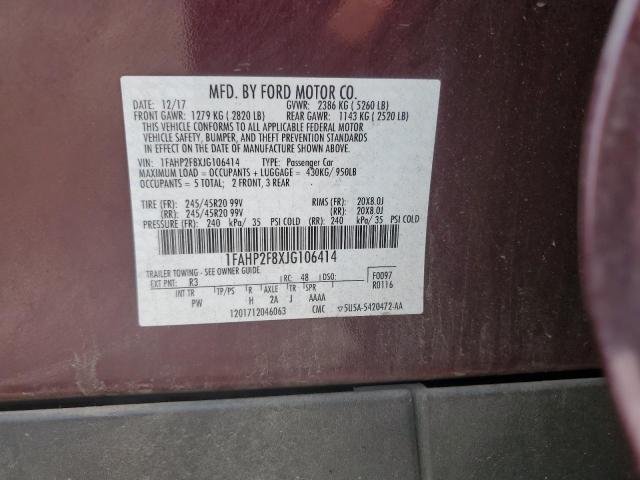 MFD. BY FORD MOTOR CO.
DATE: 12/17 GVWR: 2386 KG ( 5260 LB)
FRONT GAWR: 1279 KG ( 2820 LB) REAR GAWR: 1143 KG ( 2520 LB)
THIS VEHICLE CONFORMS TO ALL APPLICABLE FEDERAL MOTOR
VEHICLE SAFETY, BUMPER, AND THEFT PREVENTION STANDARDS
IN EFFECT ON THE DATE OF MANUFACTURE SHOWN ABOVE.
VIN: 1FAHP2F8XJG106414 TYPE: Passenger Car
MAXIMUM LOAD = OCCUPANTS + LUGGAGE = 430KG/ 950LB
OCCUPANTS = 5 TOTAL; 2 FRONT, 3 REAR
TIRE (FR): 245/45R20 99V RIMS (FR): 20X8.0J
(RR): 245/45R20 99V (RR): 20X8.0J
PRESSURE (FR): 240 kPa/ 35 PSI COLD (RR): 240 kPa/ 35 PSI COLD
1FAHP2F8XJG106414
TRAILER TOWING - SEE OWNER GUIDE
EXT PNT: R3 RC: 48 DSO: F0097
R0116
INT TR TP/PS R AXLE TR SPR
PW H 2A J AAAA
1201712046063 CMC 5U5A-5420472-AA